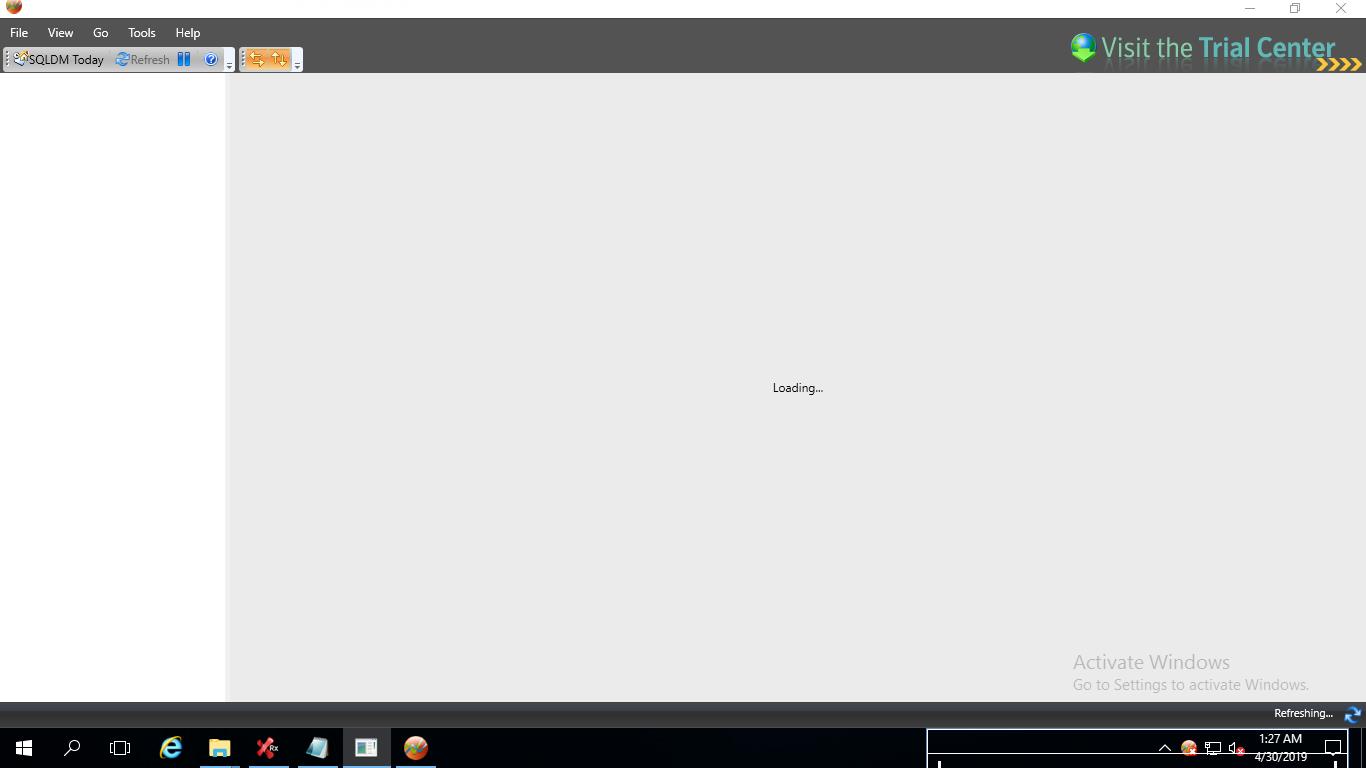 File View Go Tools Help
Visit the Trial Center
SQLDM Today Refresh
Loading...
Activate Windows
Go to Settings to activate Windows.
Refreshing...
Rx
1:27 AM
4/30/2019